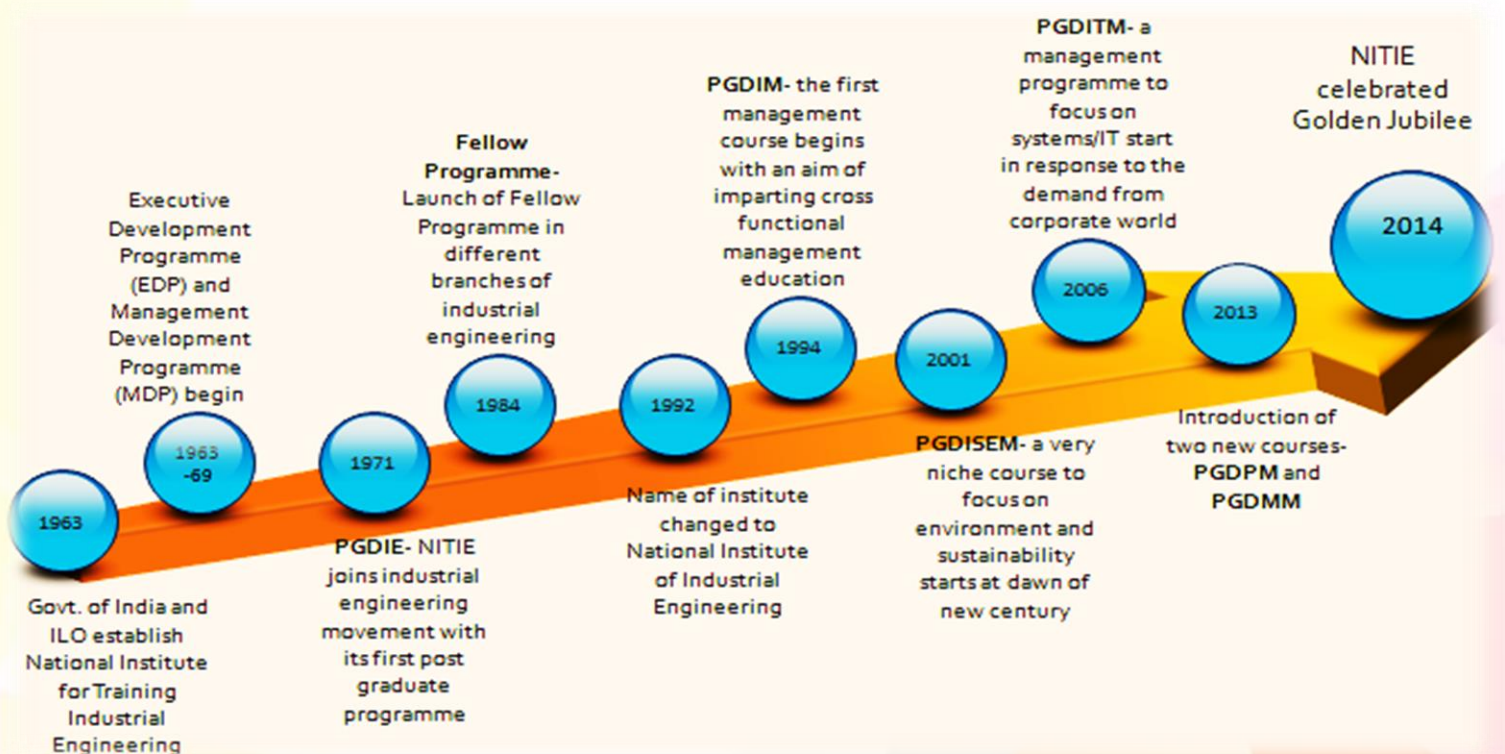 1963
Govt. of India and
ILO establish
National Institute
for Training
Industrial
Engineering
Executive
Development
Programme
(EDP) and
Management
Development
Programme
(MDP) begin
1963
-69
1971
PGDIE- NITIE
joins industrial
engineering
movement with
its first post
graduate
programme
Fellow
Programme-
Launch of Fellow
Programme in
different
branches of
industrial
engineering
1984
1992
Name of institute
changed to
National Institute
of Industrial
Engineering
PGDIM- the first
management
course begins
with an aim of
imparting cross
functional
management
education
1994
2001
PGDISEM- a very
niche course to
focus on
environment and
sustainability
starts at dawn of
new century
PGDITM- a
management
programme to
focus on
systems/IT start
in response to the
demand from
corporate world
2006
2013
Introduction of
two new courses-
PGDPM and
PGDMM
NITIE
celebrated
Golden Jubilee
2014